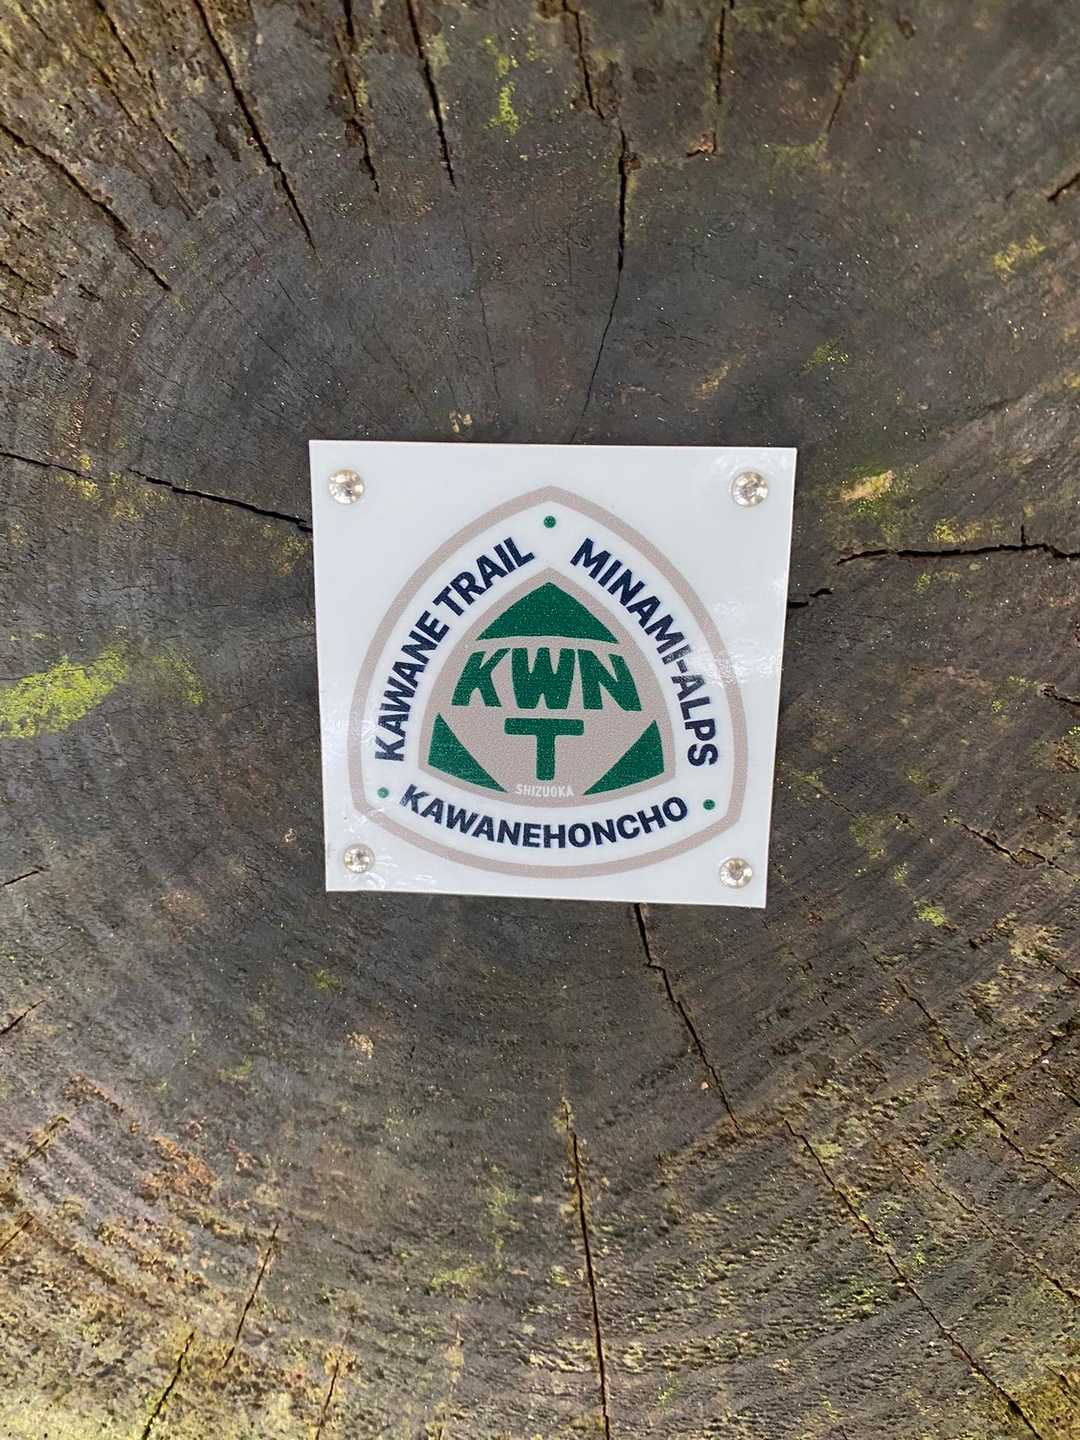 KAWANE TRAIL
MINAMI-ALPS
KWN
T
SHIZUOKA
KAWANEHONCHO